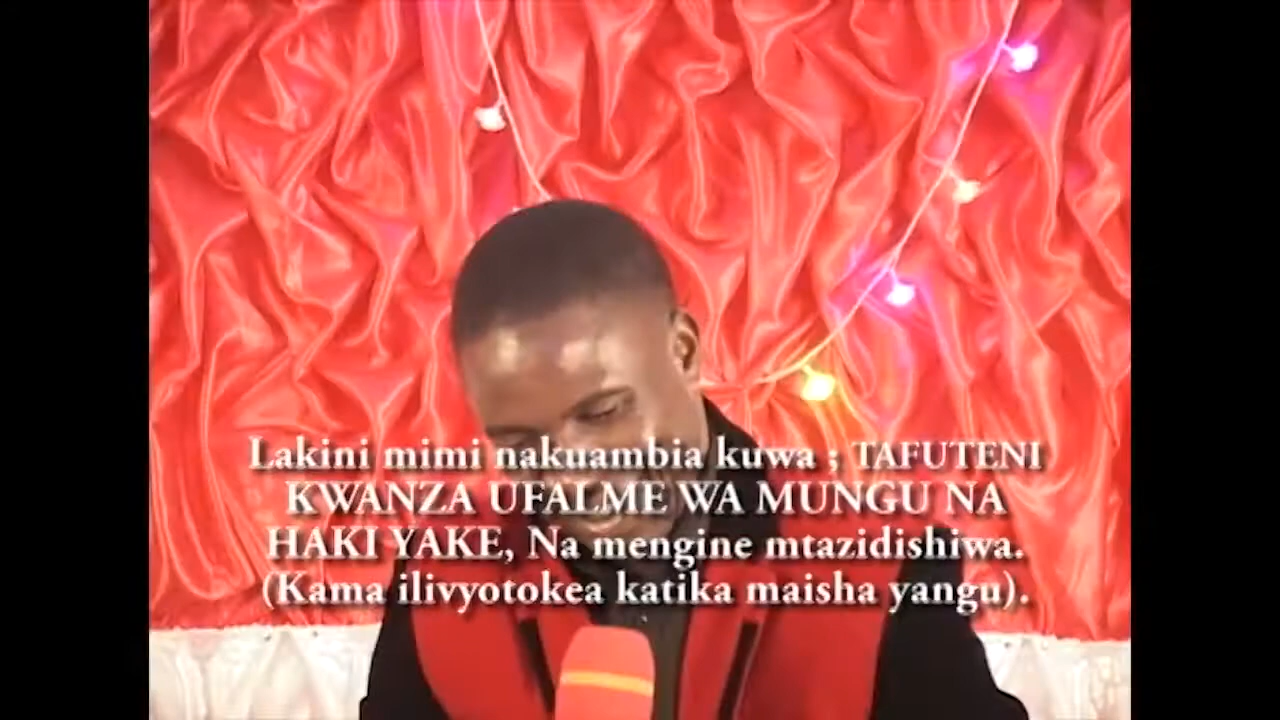 Lakini mimi nakuambia kuwa ; TAFUTENI
KWANZA UFALME WA MUNGU NA
HAKI YAKE, Na mengine mtazidishiwa.
(Kama ilivyotokea katika maisha yangu).